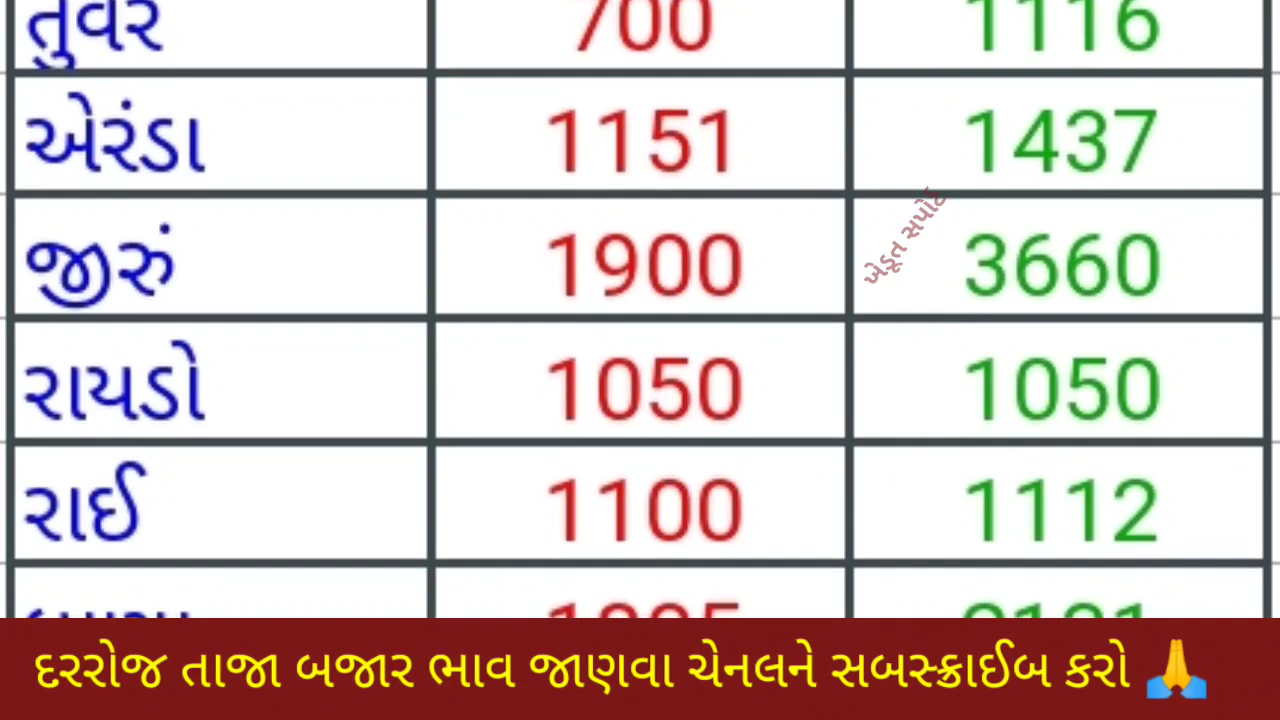 તુવેર 700 1116
એરંડા 1151 1437
જીરું 1900 3660
ખેડૂત સપોર્ટ
રાયડો 1050 1050
રાઈ 1100 1112
દરરોજ તાજા બજાર ભાવ જાણવા ચેનલને સબસ્ક્રાઈબ કરો 🙏